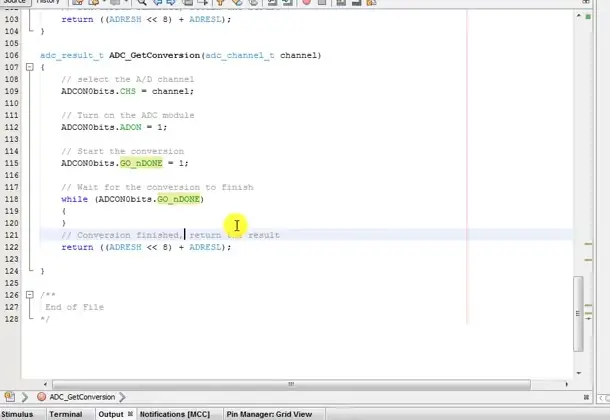 Source History
103 return ((ADRESH << 8) + ADRESL);
104 }
105
106 adc_result_t ADC_GetConversion(adc_channel_t channel)
107 {
108 // select the A/D channel
109 ADCON0bits.CHS = channel;
110
111 // Turn on the ADC module
112 ADCON0bits.ADON = 1;
113
114 // Start the conversion
115 ADCON0bits.GO_nDONE = 1;
116
117 // Wait for the conversion to finish
118 while (ADCON0bits.GO_nDONE)
119 {
120 }
121 // Conversion finished, return the result
122 return ((ADRESH << 8) + ADRESL);
123
124 }
125
126 /**
127 End of File
128 */
ADC_GetConversion
Stimulus Terminal Output Notifications [MCC] Pin Manager: Grid View